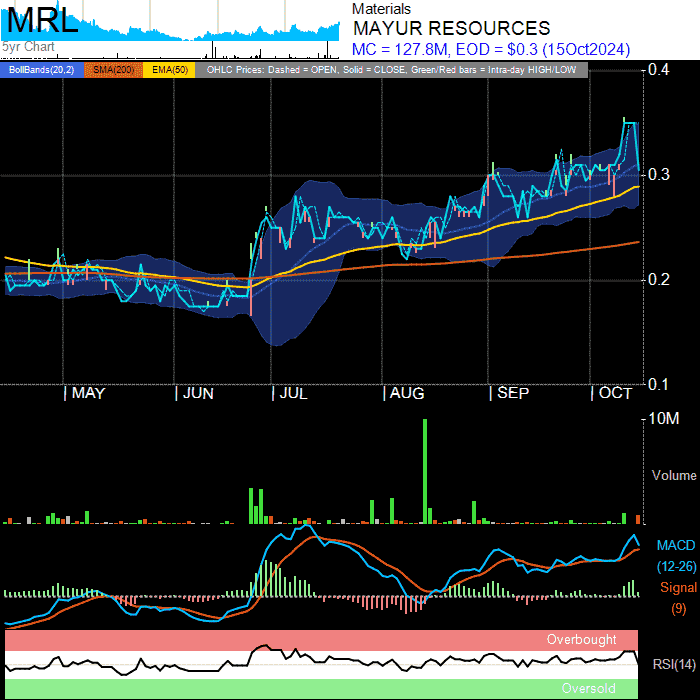 MRL
5yr Chart
Materials
MAYUR RESOURCES
MC = 127.8M, EOD = $0.3 (15Oct2024)
BollBands(20,2) SMA(200) EMA(50) OHLC Prices: Dashed = OPEN, Solid = CLOSE, Green/Red bars = Intra-day HIGH/LOW
0.4
0.3
0.2
0.1
MAY JUN JUL AUG SEP OCT
10M
Volume
MACD
(12-26)
Signal
(9)
Overbought
RSI(14)
Oversold